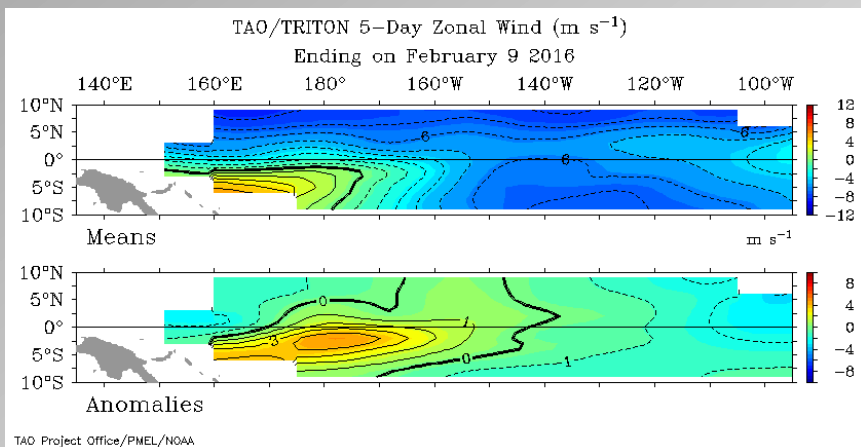 TAO/TRITON 5-Day Zonal Wind (m s⁻¹)
Ending on February 9 2016
140°E 160°E 180° 160°W 140°W 120°W 100°W
10°N
5°N
0°
5°S
10°S
6
6
6
12
8
4
0
-4
-8
-12
Means
m s⁻¹
10°N
5°N
0°
5°S
10°S
0
1
3
0
1
8
4
0
-4
-8
Anomalies
TAO Project Office/PMEL/NOAA